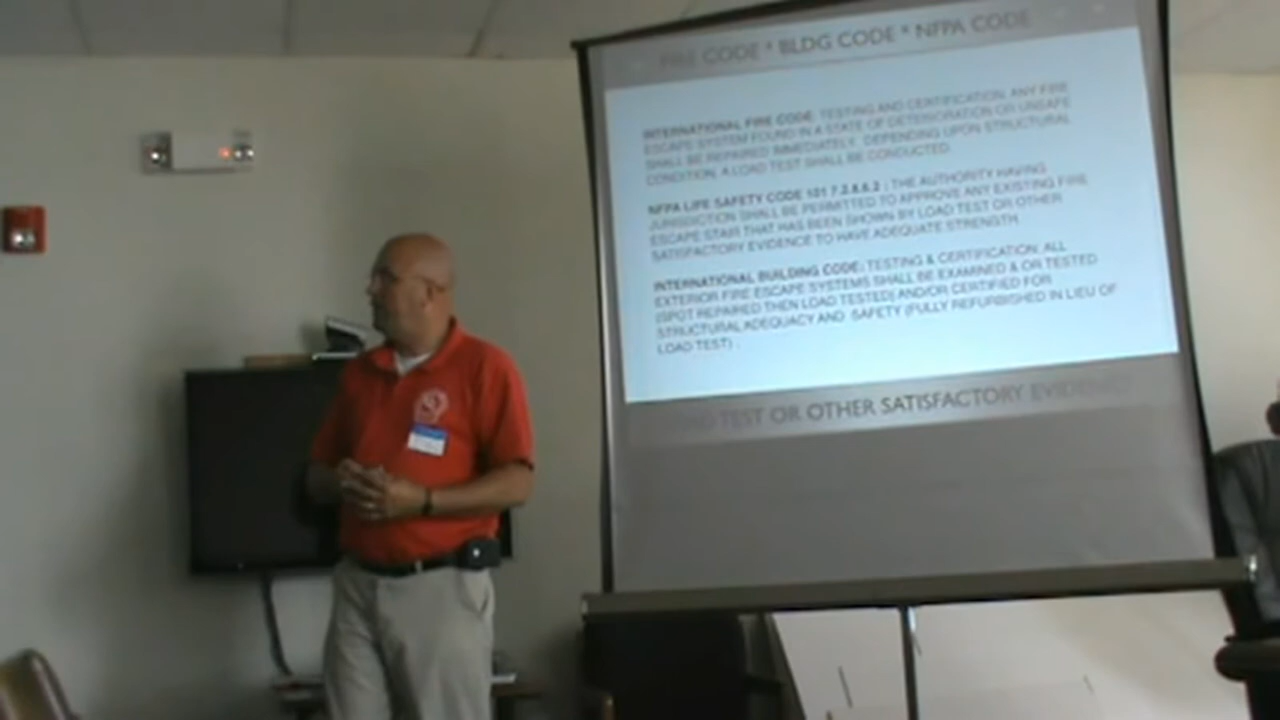 FIRE CODE * BLDG CODE * NFPA CODE
INTERNATIONAL FIRE CODE: TESTING AND CERTIFICATION. ANY FIRE
ESCAPE SYSTEM FOUND IN A STATE OF DETERIORATION OR UNSAFE
SHALL BE REPAIRED IMMEDIATELY. DEPENDING UPON STRUCTURAL
CONDITION, A LOAD TEST SHALL BE CONDUCTED.
NFPA LIFE SAFETY CODE 101 7.2.8.6.2 : THE AUTHORITY HAVING
JURISDICTION SHALL BE PERMITTED TO APPROVE ANY EXISTING FIRE
ESCAPE STAIR THAT HAS BEEN SHOWN BY LOAD TEST OR OTHER
SATISFACTORY EVIDENCE TO HAVE ADEQUATE STRENGTH.
INTERNATIONAL BUILDING CODE: TESTING & CERTIFICATION. ALL
EXTERIOR FIRE ESCAPE SYSTEMS SHALL BE EXAMINED & OR TESTED
(SPOT REPAIRED THEN LOAD TESTED) AND/OR CERTIFIED FOR
STRUCTURAL ADEQUACY AND SAFETY (FULLY REFURBISHED IN LIEU OF
LOAD TEST) .
LOAD TEST OR OTHER SATISFACTORY EVIDENCE